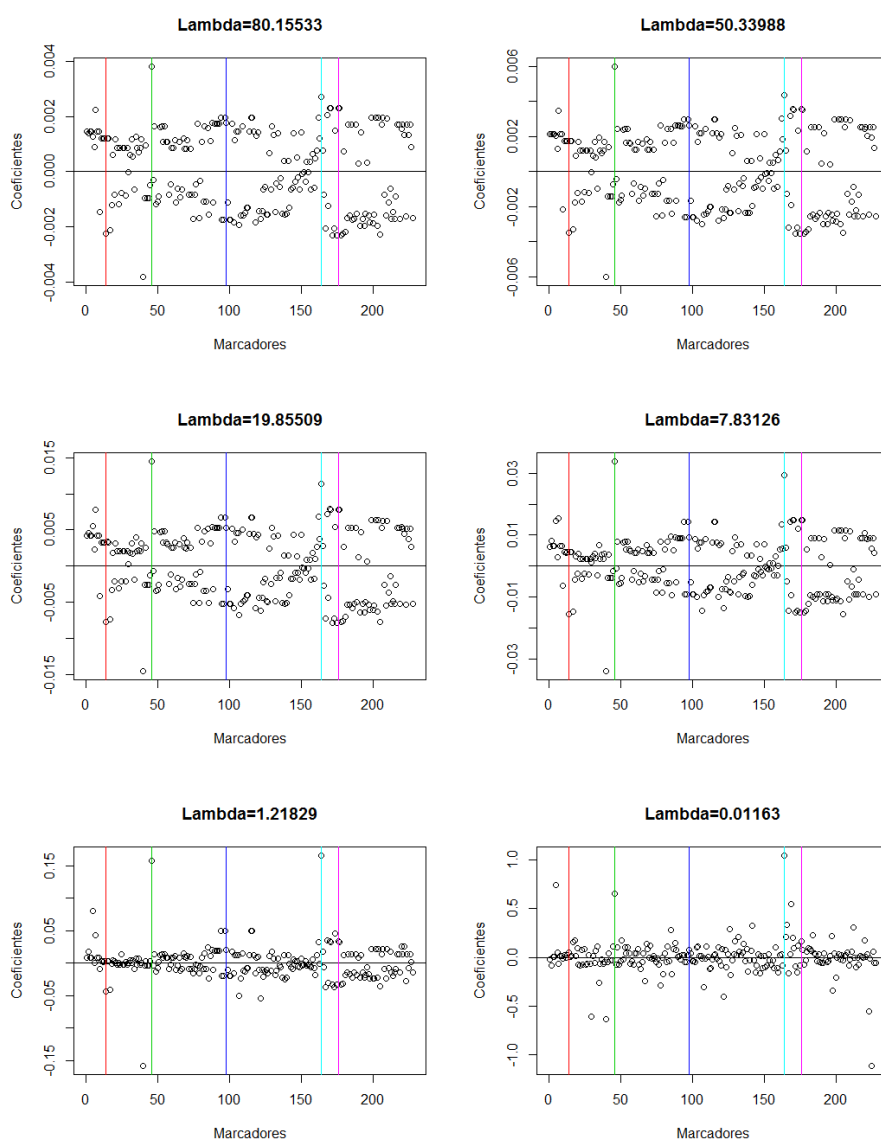 Lambda=80.15533
Coeficientes
0.004
0.002
0.000
-0.002
-0.004
0 50 100 150 200
Marcadores
Lambda=50.33988
Coeficientes
0.006
0.002
-0.002
-0.006
0 50 100 150 200
Marcadores
Lambda=19.85509
Coeficientes
0.015
0.005
-0.005
-0.015
0 50 100 150 200
Marcadores
Lambda=7.83126
Coeficientes
0.03
0.01
-0.01
-0.03
0 50 100 150 200
Marcadores
Lambda=1.21829
Coeficientes
0.15
0.05
-0.05
-0.15
0 50 100 150 200
Marcadores
Lambda=0.01163
Coeficientes
1.0
0.5
0.0
-0.5
-1.0
0 50 100 150 200
Marcadores